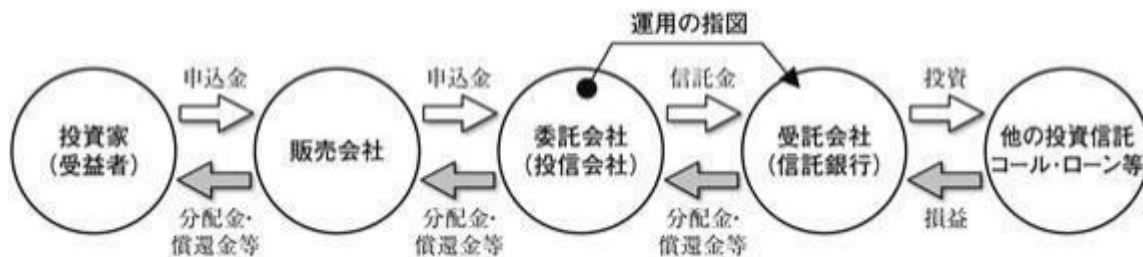 運用の指図
申込金
申込金
信託金
投資
投資家
(受益者)
販売会社
委託会社
(投信会社)
受託会社
(信託銀行)
他の投資信託
コール・ローン等
分配金・
償還金等
分配金・
償還金等
分配金・
償還金等
損益